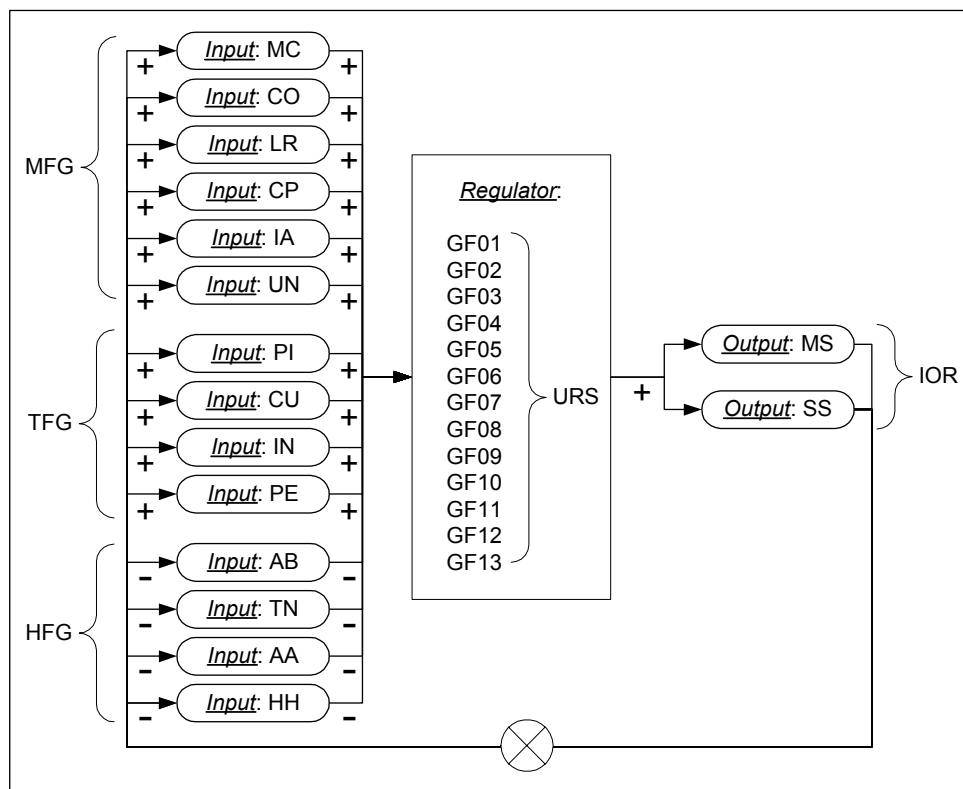 MFG
+ Input: MC +
+ Input: CO +
+ Input: LR +
+ Input: CP +
+ Input: IA +
+ Input: UN +
TFG
+ Input: PI +
+ Input: CU +
+ Input: IN +
+ Input: PE +
HFG
- Input: AB -
- Input: TN -
- Input: AA -
- Input: HH -
Regulator:
GF01
GF02
GF03
GF04
GF05
GF06
GF07
GF08
GF09
GF10
GF11
GF12
GF13
URS
+
Output: MS
Output: SS
IOR